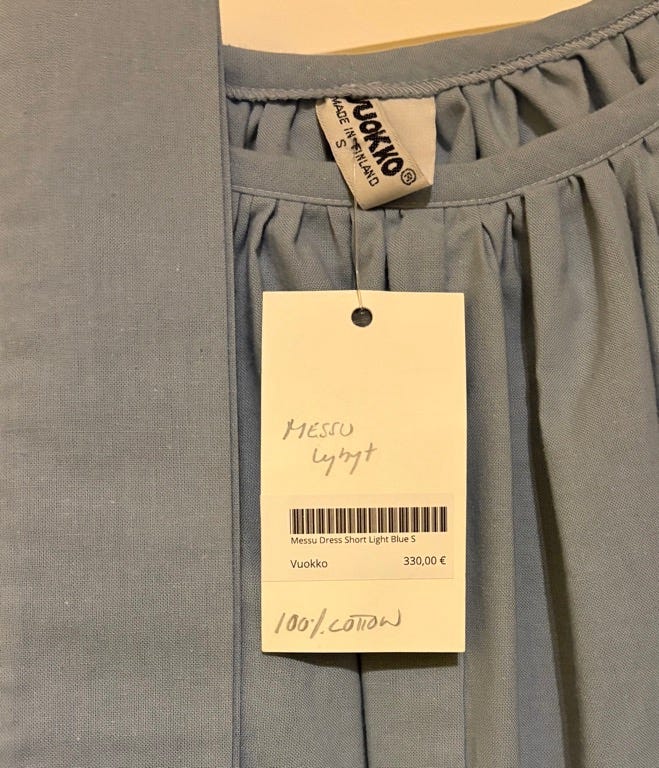 VUOKKO®
MADE IN FINLAND
S
MESSU
Lyhyt
Messu Dress Short Light Blue S
Vuokko 330,00 €
100% COTTON